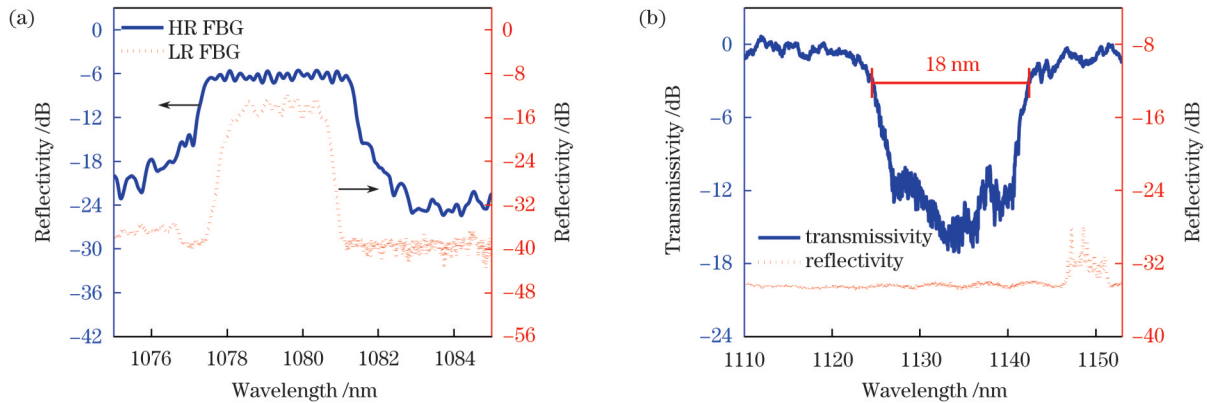 (a)
HR FBG
LR FBG
0
−6
−12
−18
−24
−30
−36
−42
Reflectivity /dB
0
−8
−16
−24
−32
−40
−48
−56
Reflectivity /dB
1076 1078 1080 1082 1084
Wavelength /nm
(b)
18 nm
transmissivity
reflectivity
0
−6
−12
−18
−24
Transmissivity /dB
−8
−16
−24
−32
−40
Reflectivity /dB
1110 1120 1130 1140 1150
Wavelength /nm